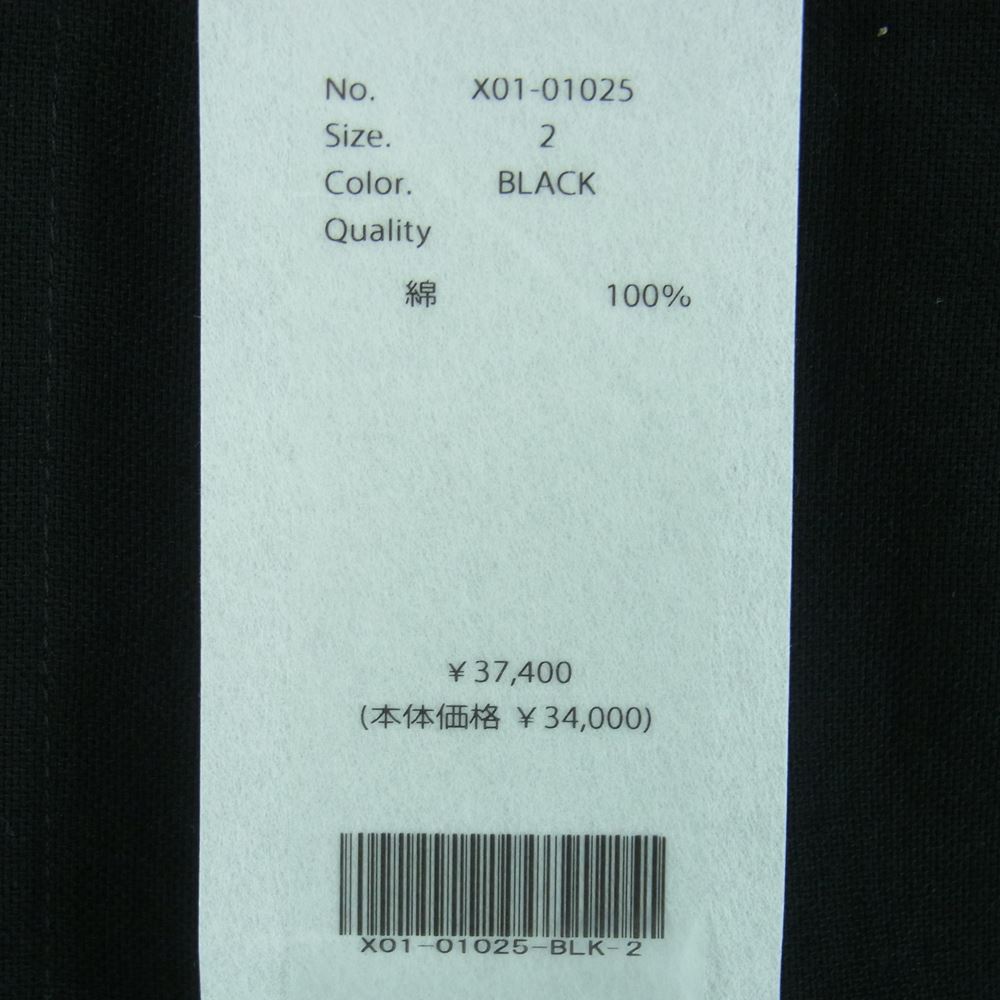 No. X01-01025
Size. 2
Color. BLACK
Quality
綿 100%
¥37,400
(本体価格 ¥34,000)
X01-01025-BLK-2